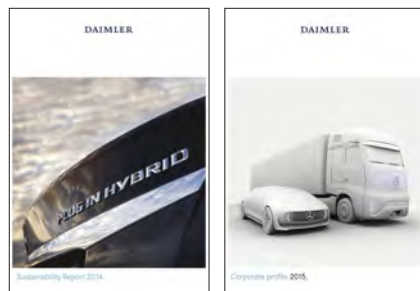 DAIMLER
PLUG IN HYBRID
Sustainability Report 2014.
DAIMLER
Corporate profile 2015.